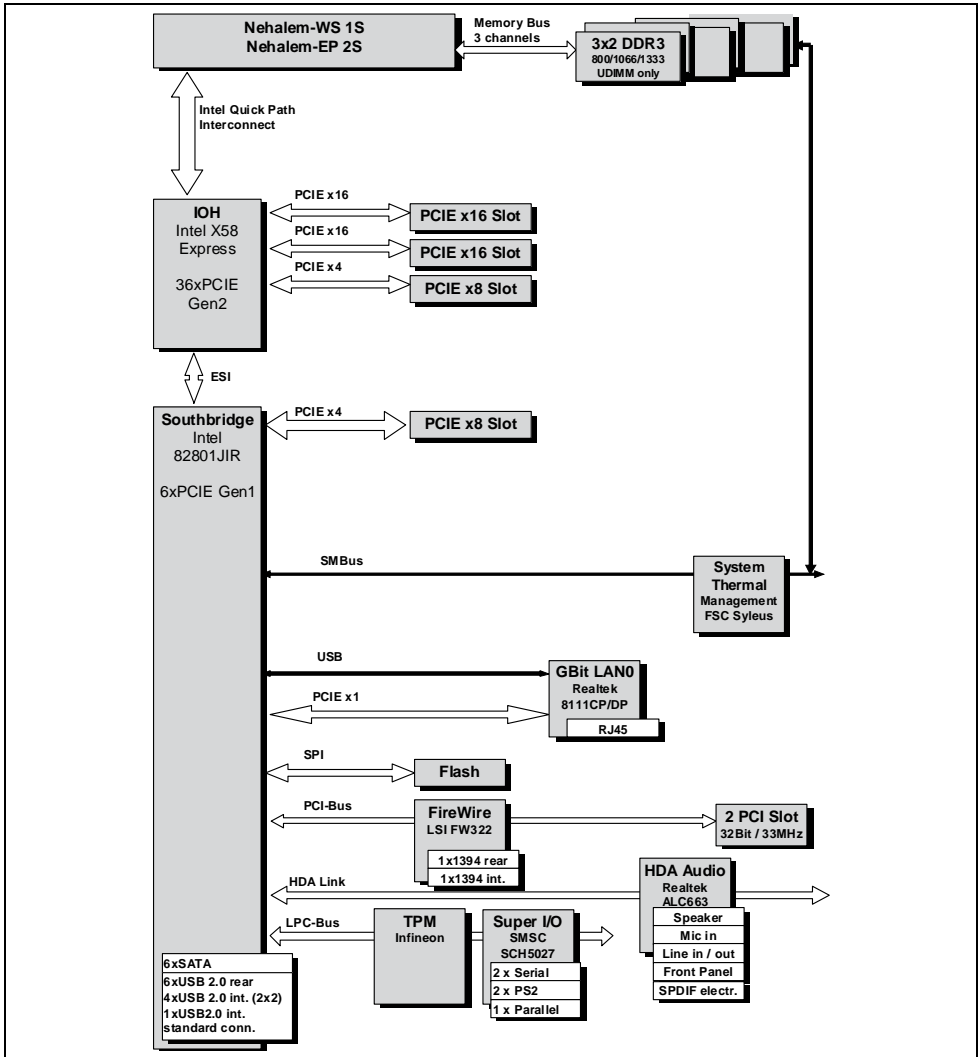 Nehalem-WS 1S
Nehalem-EP 2S
Memory Bus
3 channels
3x2 DDR3
800/1066/1333
UDIMM only
Intel Quick Path
Interconnect
IOH
Intel X58
Express
36xPCIE
Gen2
PCIE x16
PCIE x16 Slot
PCIE x16
PCIE x16 Slot
PCIE x4
PCIE x8 Slot
ESI
Southbridge
Intel
82801JIR
6xPCIE Gen1
PCIE x4
PCIE x8 Slot
SMBus
System
Thermal
Management
FSC Syleus
USB
GBit LAN0
Realtek
8111CP/DP
RJ45
PCIE x1
SPI
Flash
PCI-Bus
FireWire
LSI FW322
1x1394 rear
1x1394 int.
2 PCI Slot
32Bit / 33MHz
HDA Link
HDA Audio
Realtek
ALC663
Speaker
Mic in
Line in / out
Front Panel
SPDIF electr.
LPC-Bus
TPM
Infineon
Super I/O
SMSC
SCH5027
2 x Serial
2 x PS2
1 x Parallel
6xSATA
6xUSB 2.0 rear
4xUSB 2.0 int. (2x2)
1xUSB2.0 int.
standard conn.